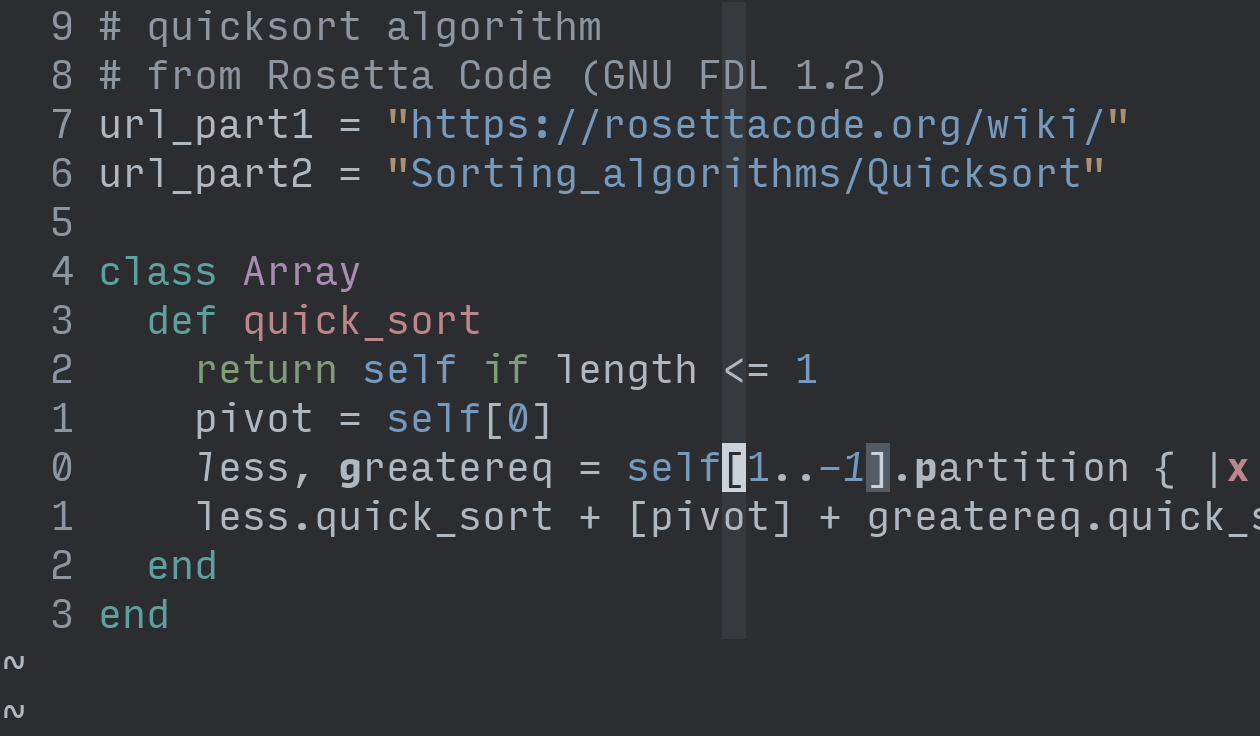 9 # quicksort algorithm
8 # from Rosetta Code (GNU FDL 1.2)
7 url_part1 = "https://rosettacode.org/wiki/"
6 url_part2 = "Sorting_algorithms/Quicksort"
5
4 class Array
3   def quick_sort
2     return self if length <= 1
1     pivot = self[0]
0     less, greatereq = self[1..-1].partition { |x
1     less.quick_sort + [pivot] + greatereq.quick_s
2   end
3 end
~
~